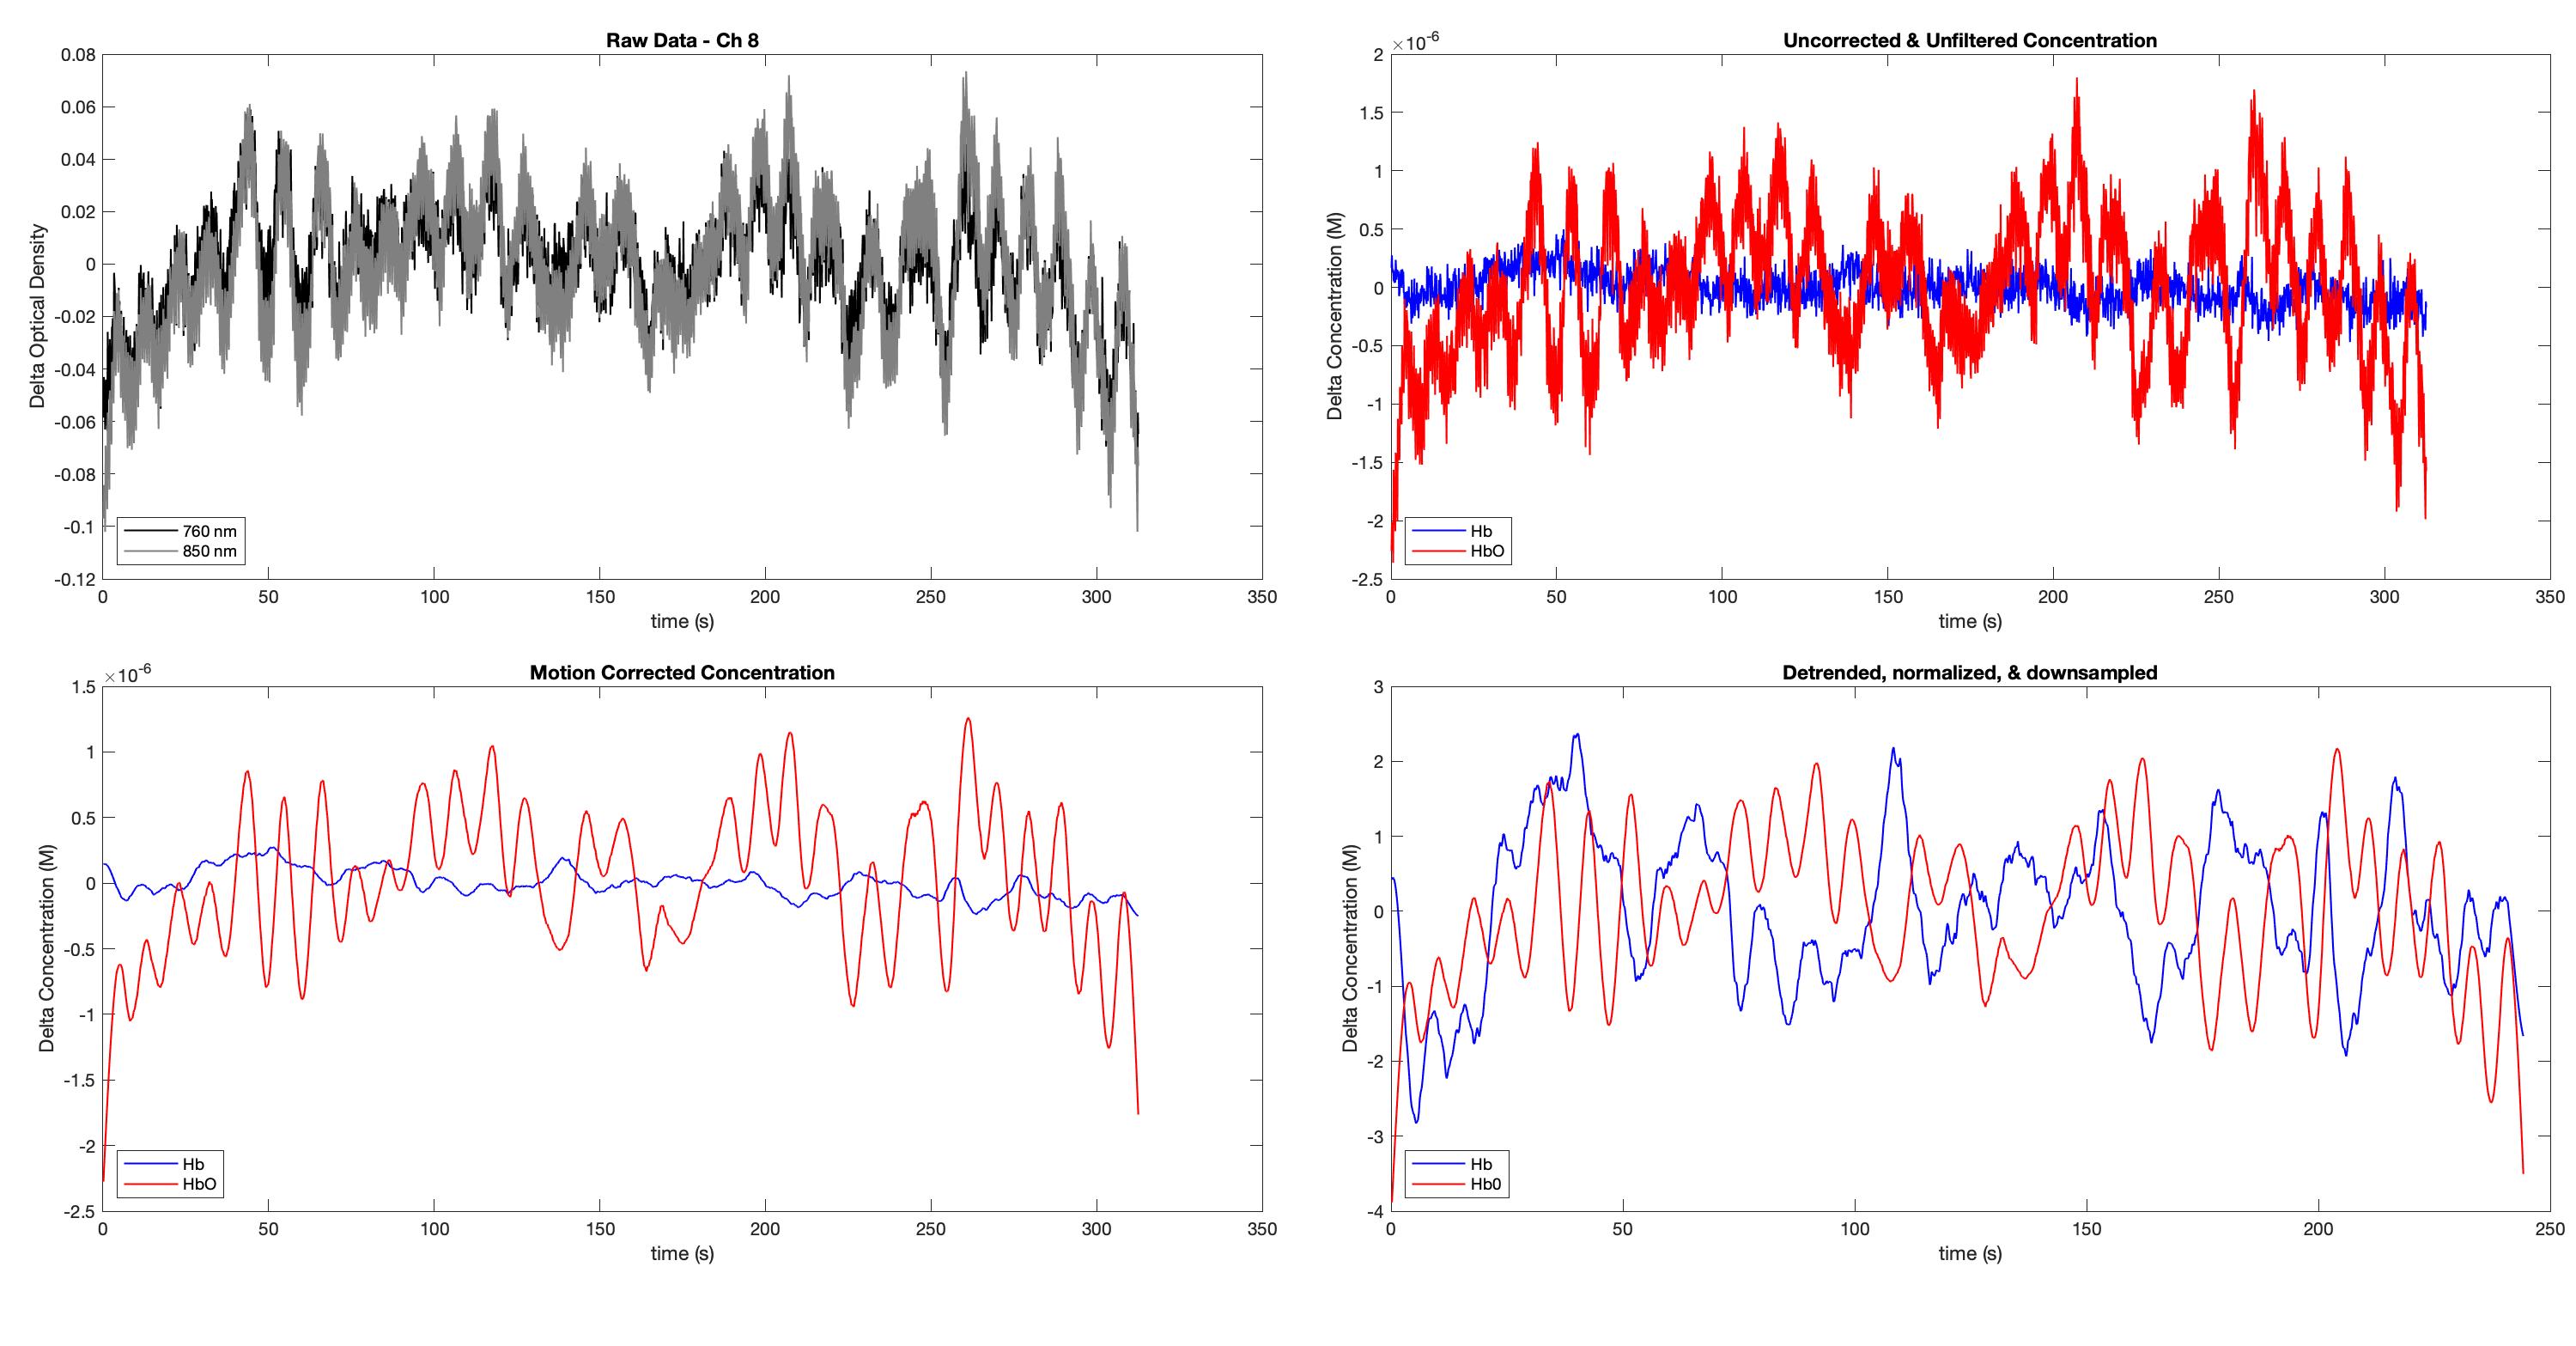 Raw Data - Ch 8
Delta Optical Density
0.08
0.06
0.04
0.02
0
-0.02
-0.04
-0.06
-0.08
-0.1
-0.12
760 nm
850 nm
0 50 100 150 200 250 300 350
time (s)
Uncorrected & Unfiltered Concentration
×10-6
Delta Concentration (M)
2
1.5
1
0.5
0
-0.5
-1
-1.5
-2
-2.5
Hb
HbO
0 50 100 150 200 250 300 350
time (s)
Motion Corrected Concentration
×10-6
Delta Concentration (M)
1.5
1
0.5
0
-0.5
-1
-1.5
-2
-2.5
Hb
HbO
0 50 100 150 200 250 300 350
time (s)
Detrended, normalized, & downsampled
Delta Concentration (M)
3
2
1
0
-1
-2
-3
-4
Hb
Hb0
0 50 100 150 200 250
time (s)